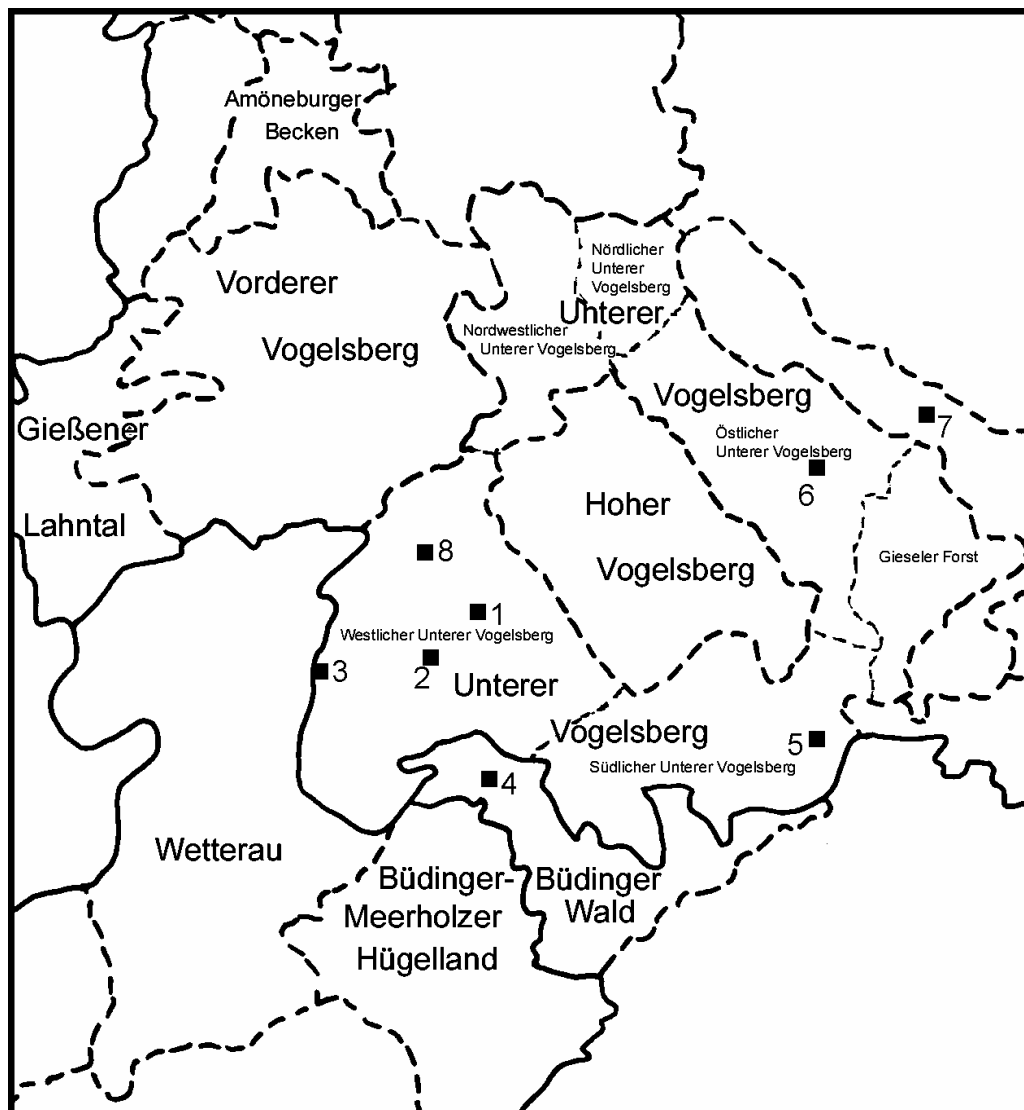 Amöneburger
Becken
Nördlicher
Unterer
Vogelsberg
Vorderer
Unterer
Nordwestlicher
Unterer Vogelsberg
Vogelsberg
Vogelsberg
7
Gießener
Östlicher
Unterer Vogelsberg
6
Hoher
Lahntal
8
Gieseler Forst
Vogelsberg
1
Westlicher Unterer Vogelsberg
3
2
Unterer
Vogelsberg
5
Südlicher Unterer Vogelsberg
4
Wetterau
Büdinger-
Meerholzer
Hügelland
Büdinger
Wald